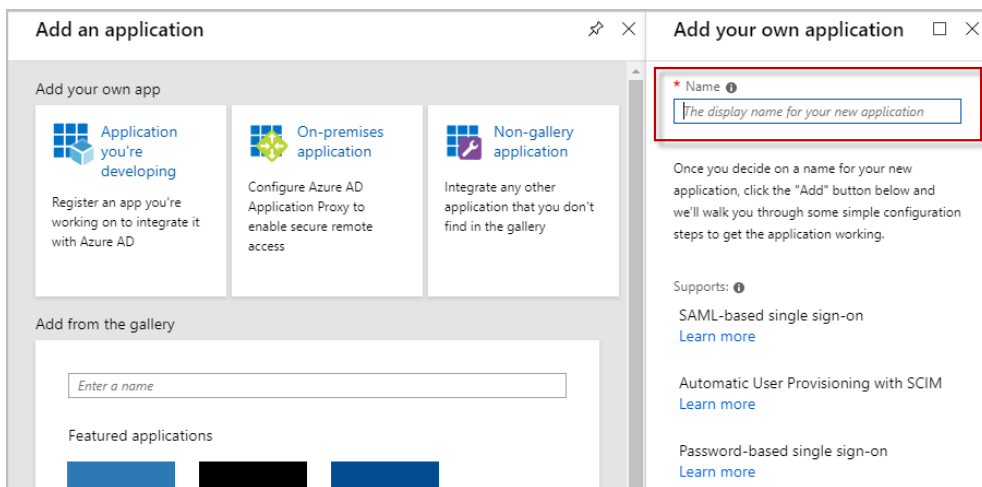 Add an application
Add your own app
Application
you're
developing
Register an app you're
working on to integrate it
with Azure AD
On-premises
application
Configure Azure AD
Application Proxy to
enable secure remote
access
Non-gallery
application
Integrate any other
application that you don't
find in the gallery
Add from the gallery
Enter a name
Featured applications
Add your own application
* Name
The display name for your new application
Once you decide on a name for your new
application, click the "Add" button below and
we'll walk you through some simple configuration
steps to get the application working.
Supports:
SAML-based single sign-on
Learn more
Automatic User Provisioning with SCIM
Learn more
Password-based single sign-on
Learn more